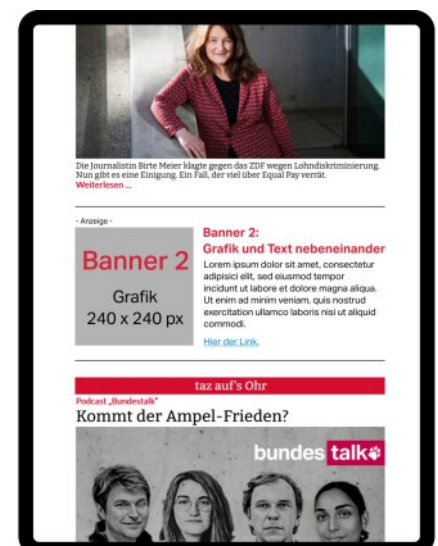 Die Journalistin Birte Meier klagte gegen das ZDF wegen Lohndiskriminierung.
Nun gibt es eine Einigung. Ein Fall, der viel über Equal Pay verrät.
Weiterlesen ...
- Anzeige -
Banner 2
Grafik
240 x 240 px
Banner 2:
Grafik und Text nebeneinander
Lorem ipsum dolor sit amet, consectetur
adipisici elit, sed eiusmod tempor
incidunt ut labore et dolore magna aliqua.
Ut enim ad minim veniam, quis nostrud
exercitation ullamco laboris nisi ut aliquid
commodi.
Hier der Link.
taz auf's Ohr
Podcast „Bundestalk“
Kommt der Ampel-Frieden?
bundes talk